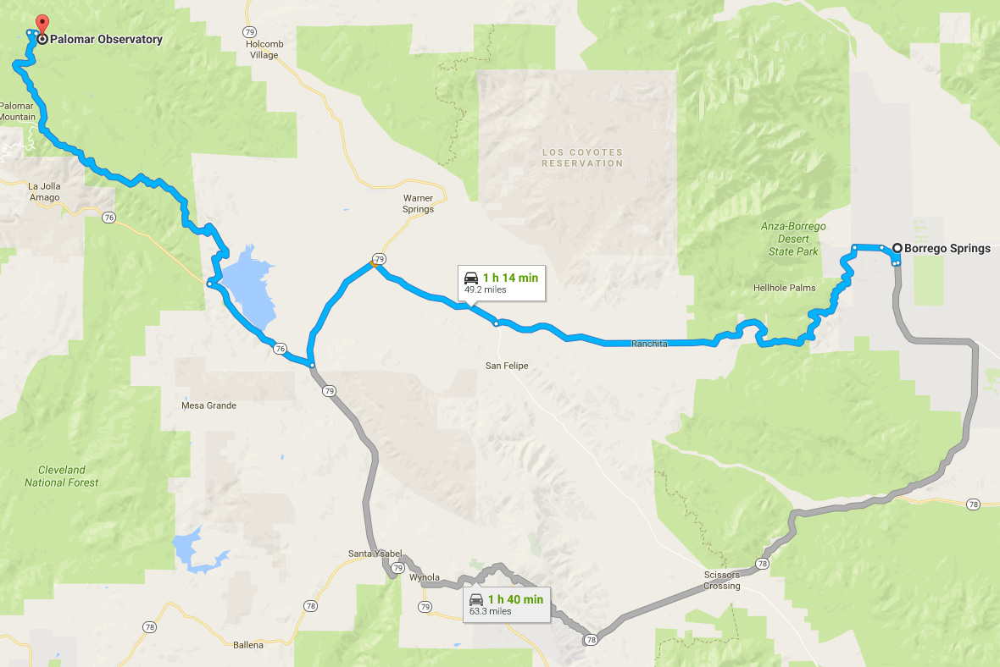 79
Holcomb
Village
Palomar Observatory
Palomar
Mountain
LOS COYOTES
RESERVATION
La Jolla
Amago
76
Warner
Springs
Anza-Borrego
Desert
State Park
Borrego Springs
79
1 h 14 min
49.2 miles
Hellhole Palms
76
Ranchita
San Felipe
79
Mesa Grande
Cleveland
National Forest
78
Santa Ysabel
79
Wynola
78
Scissors
Crossing
1 h 40 min
63.3 miles
78
79
78
Ballena
78